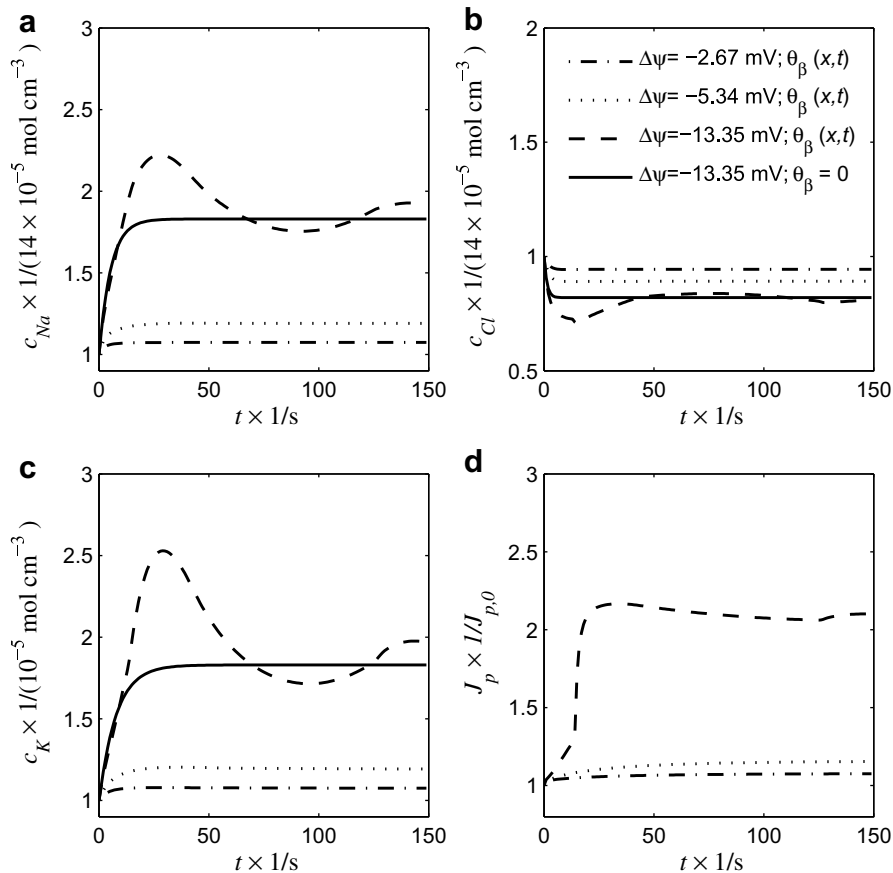 a
3
2.5
2
1.5
1
0 50 100 150
c_Na × 1/(14 × 10⁻⁵ mol cm⁻³ )
t × 1/s
b
2
1.5
1
0.5
0 50 100 150
c_Cl × 1/(14 × 10⁻⁵ mol cm⁻³ )
t × 1/s
Δψ= −2.67 mV; θ_β (x,t)
Δψ= −5.34 mV; θ_β (x,t)
Δψ=−13.35 mV; θ_β (x,t)
Δψ=−13.35 mV; θ_β = 0
c
3
2.5
2
1.5
1
0 50 100 150
c_K × 1/(10⁻⁵ mol cm⁻³ )
t × 1/s
d
3
2.5
2
1.5
1
0 50 100 150
J_p × 1/J_p,0
t × 1/s